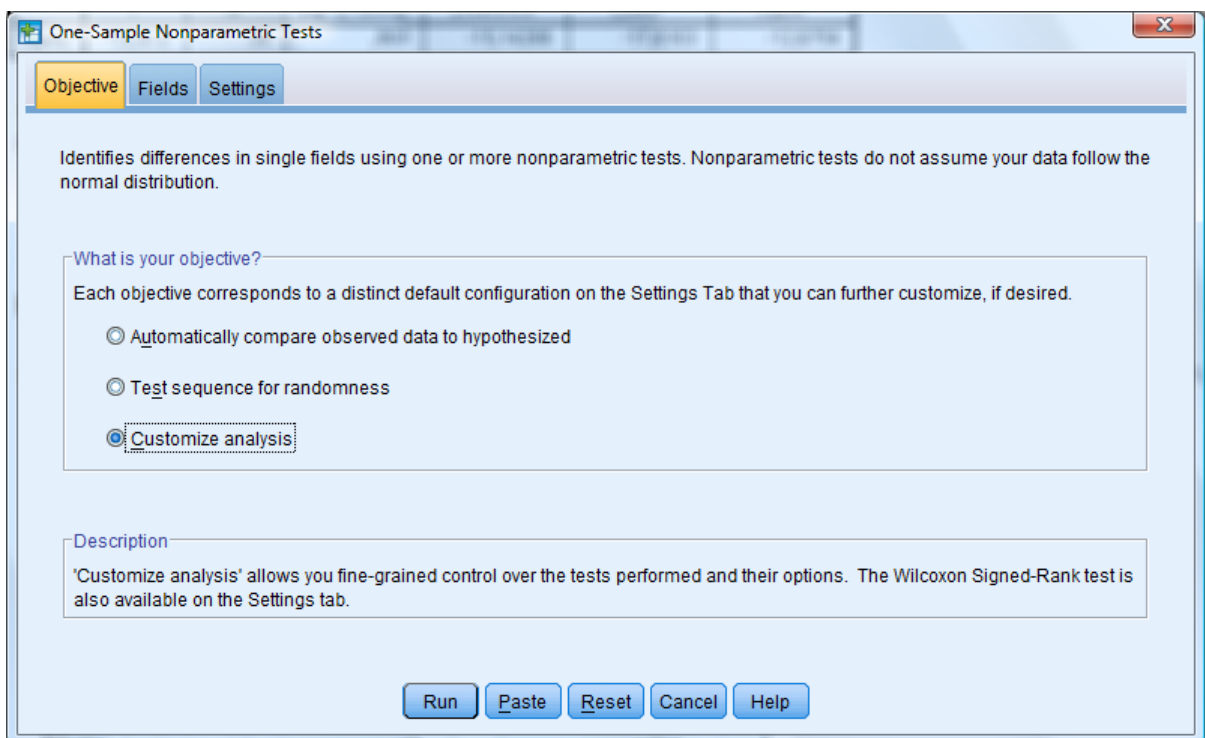 One-Sample Nonparametric Tests
Objective Fields Settings
Identifies differences in single fields using one or more nonparametric tests. Nonparametric tests do not assume your data follow the
normal distribution.
What is your objective?
Each objective corresponds to a distinct default configuration on the Settings Tab that you can further customize, if desired.
Automatically compare observed data to hypothesized
Test sequence for randomness
Customize analysis
Description
'Customize analysis' allows you fine-grained control over the tests performed and their options. The Wilcoxon Signed-Rank test is
also available on the Settings tab.
Run Paste Reset Cancel Help